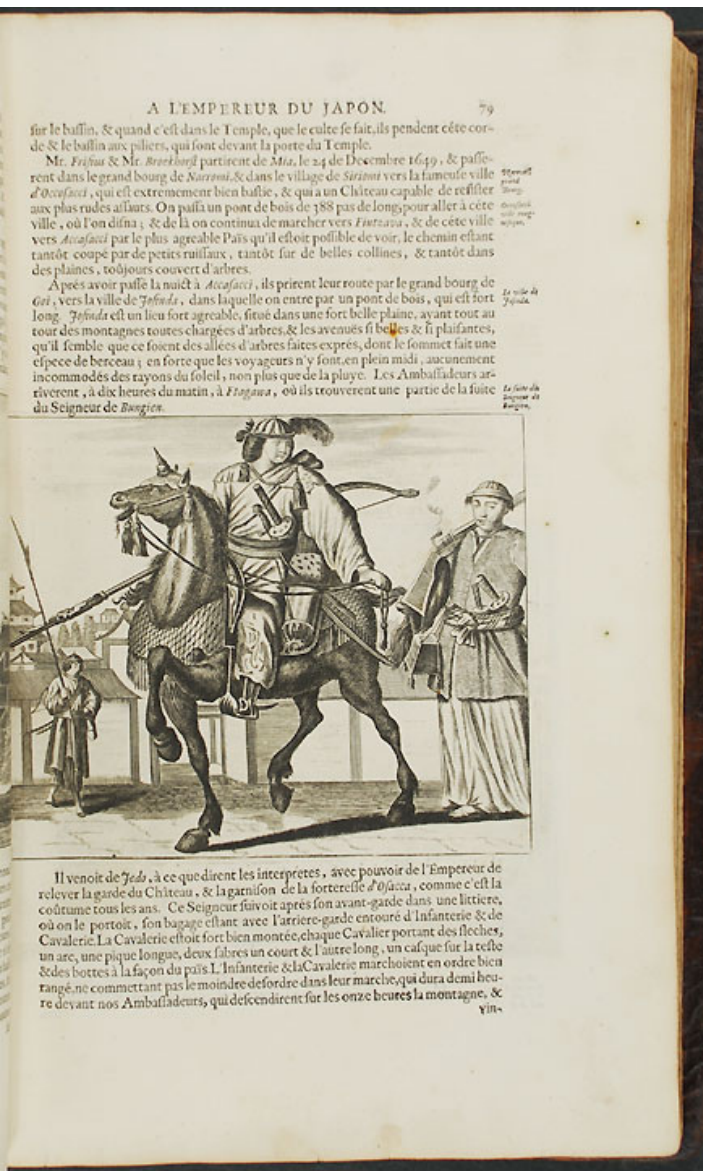 A L'EMPEREUR DU JAPON. 79
sur le bassin, & quand c'est dans le Temple, que le culte se fait, ils pendent céte cor-
de & le bassin aux piliers, qui sont devant la porte du Temple.
Mr. Frisius & Mr. Broekhorst partirent de Mia, le 24 de Decembre 1649, & passe-
rent dans le grand bourg de Narromi, & dans le village de Sirioni vers la fameuse ville
d'Occosacci, qui est extremement bien bastie, & qui a un Château capable de resister
aux plus rudes assauts. On passa un pont de bois de 388 pas de long, pour aller à céte
ville, où l'on disna; & de là on continua de marcher vers Fiutzava, & de céte ville
vers Accasacci par le plus agreable Païs qu'il estoit possible de voir, le chemin estant
tantôt coupé par de petits ruissaux, tantôt sur de belles collines, & tantôt dans
des plaines, toûjours couvert d'arbres.
Aprés avoir passé la nuict à Accasacci, ils prirent leur route par le grand bourg de
Goi, vers la ville de Josinda, dans laquelle on entre par un pont de bois, qui est fort
long. Josinda est un lieu fort agreable, situé dans une fort belle plaine, ayant tout au
tour des montagnes toutes chargées d'arbres, & les avenuës si belles & si plaisantes,
qu'il semble que ce soient des allées d'arbres faites exprés, dont le sommet fait une
espece de berceau; en sorte que les voyageurs n'y sont, en plein midi, aucunement
incommodés des rayons du soleil, non plus que de la pluye. Les Ambassadeurs ar-
riverent, à dix heures du matin, à Ftagawa, où ils trouverent une partie de la suite
du Seigneur de Bungien.
La ville de
Josinda.
La suite du
Seigneur de
Bungien.
Il venoit de Jedo, à ce que dirent les interpretes, avec pouvoir de l'Empereur de
relever la garde du Château, & la garnison de la forteresse d'Osacca, comme c'est la
coûtume tous les ans. Ce Seigneur suivoit aprés son avant-garde dans une littiere,
où on le portoit, son bagage estant avec l'arriere-garde entouré d'Infanterie & de
Cavalerie. La Cavalerie estoit fort bien montée, chaque Cavalier portant des fleches,
un arc, une pique longue, deux sabres un court & l'autre long, un casque sur la teste
& des bottes à la façon du païs. L'Infanterie & la Cavalerie marchoient en ordre bien
rangé, ne commettant pas le moindre desordre dans leur marche, qui dura demi heu-
re devant nos Ambassadeurs, qui descendirent sur les onze heures la montagne, &
vin-